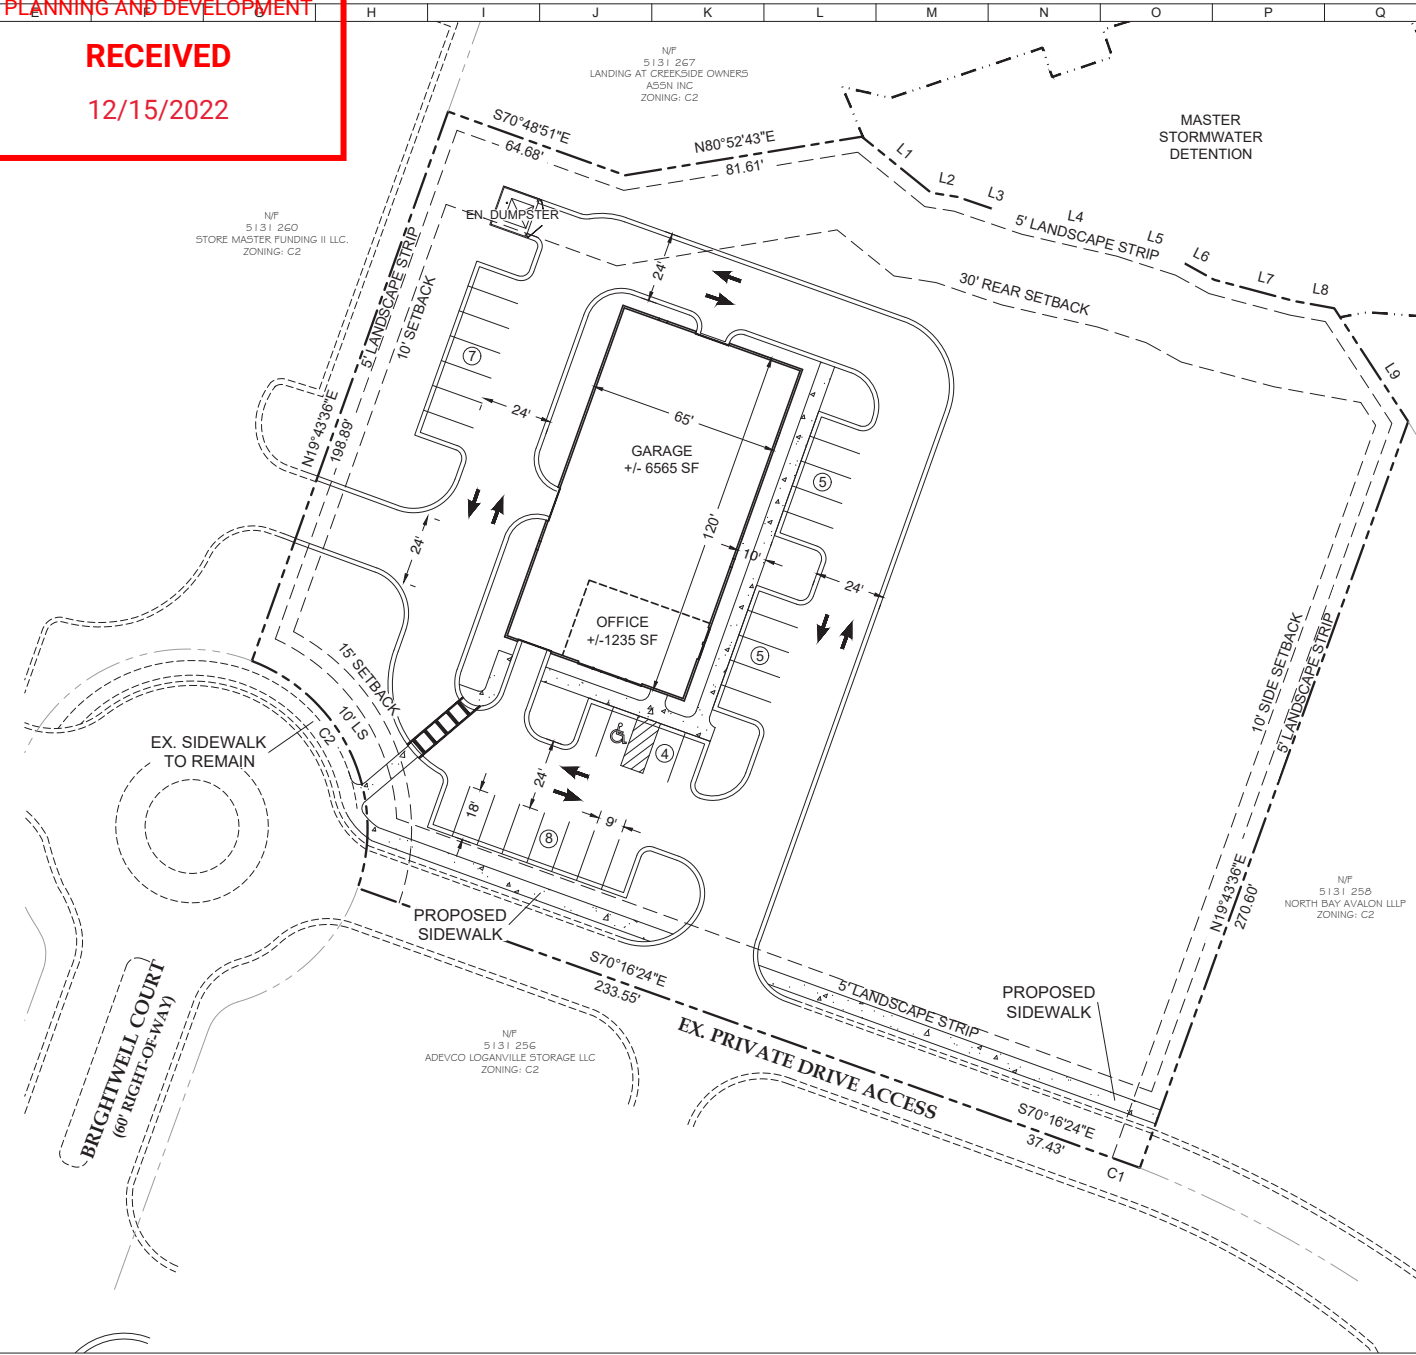 E F G H I J K L M N O P Q
PLANNING AND DEVELOPMENT
RECEIVED
12/15/2022
N/F
5131 267
LANDING AT CREEKSIDE OWNERS
ASSN INC
ZONING: C2
MASTER
STORMWATER
DETENTION
S70°48'51"E
64.68'
N80°52'43"E
81.61'
L1
L2
L3
L4
L5
L6
L7
L8
L9
5' LANDSCAPE STRIP
30' REAR SETBACK
N/F
5131 260
STORE MASTER FUNDING II LLC.
ZONING: C2
EN. DUMPSTER
5' LANDSCAPE STRIP
10' SETBACK
24'
7
24'
65'
GARAGE
+/- 6565 SF
N19°43'36"E
198.89'
5
120'
24'
10'
24'
OFFICE
+/-1235 SF
5
15' SETBACK
10' LS
C2
EX. SIDEWALK
TO REMAIN
4
24'
18'
9'
8
10' SIDE SETBACK
5' LANDSCAPE STRIP
N19°43'36"E
270.60'
N/F
5131 258
NORTH BAY AVALON LLLP
ZONING: C2
PROPOSED
SIDEWALK
S70°16'24"E
233.55'
5' LANDSCAPE STRIP
PROPOSED
SIDEWALK
BRIGHTWELL COURT
(60' RIGHT-OF-WAY)
N/F
5131 256
ADEVCO LOGANVILLE STORAGE LLC
ZONING: C2
EX. PRIVATE DRIVE ACCESS
S70°16'24"E
37.43'
C1